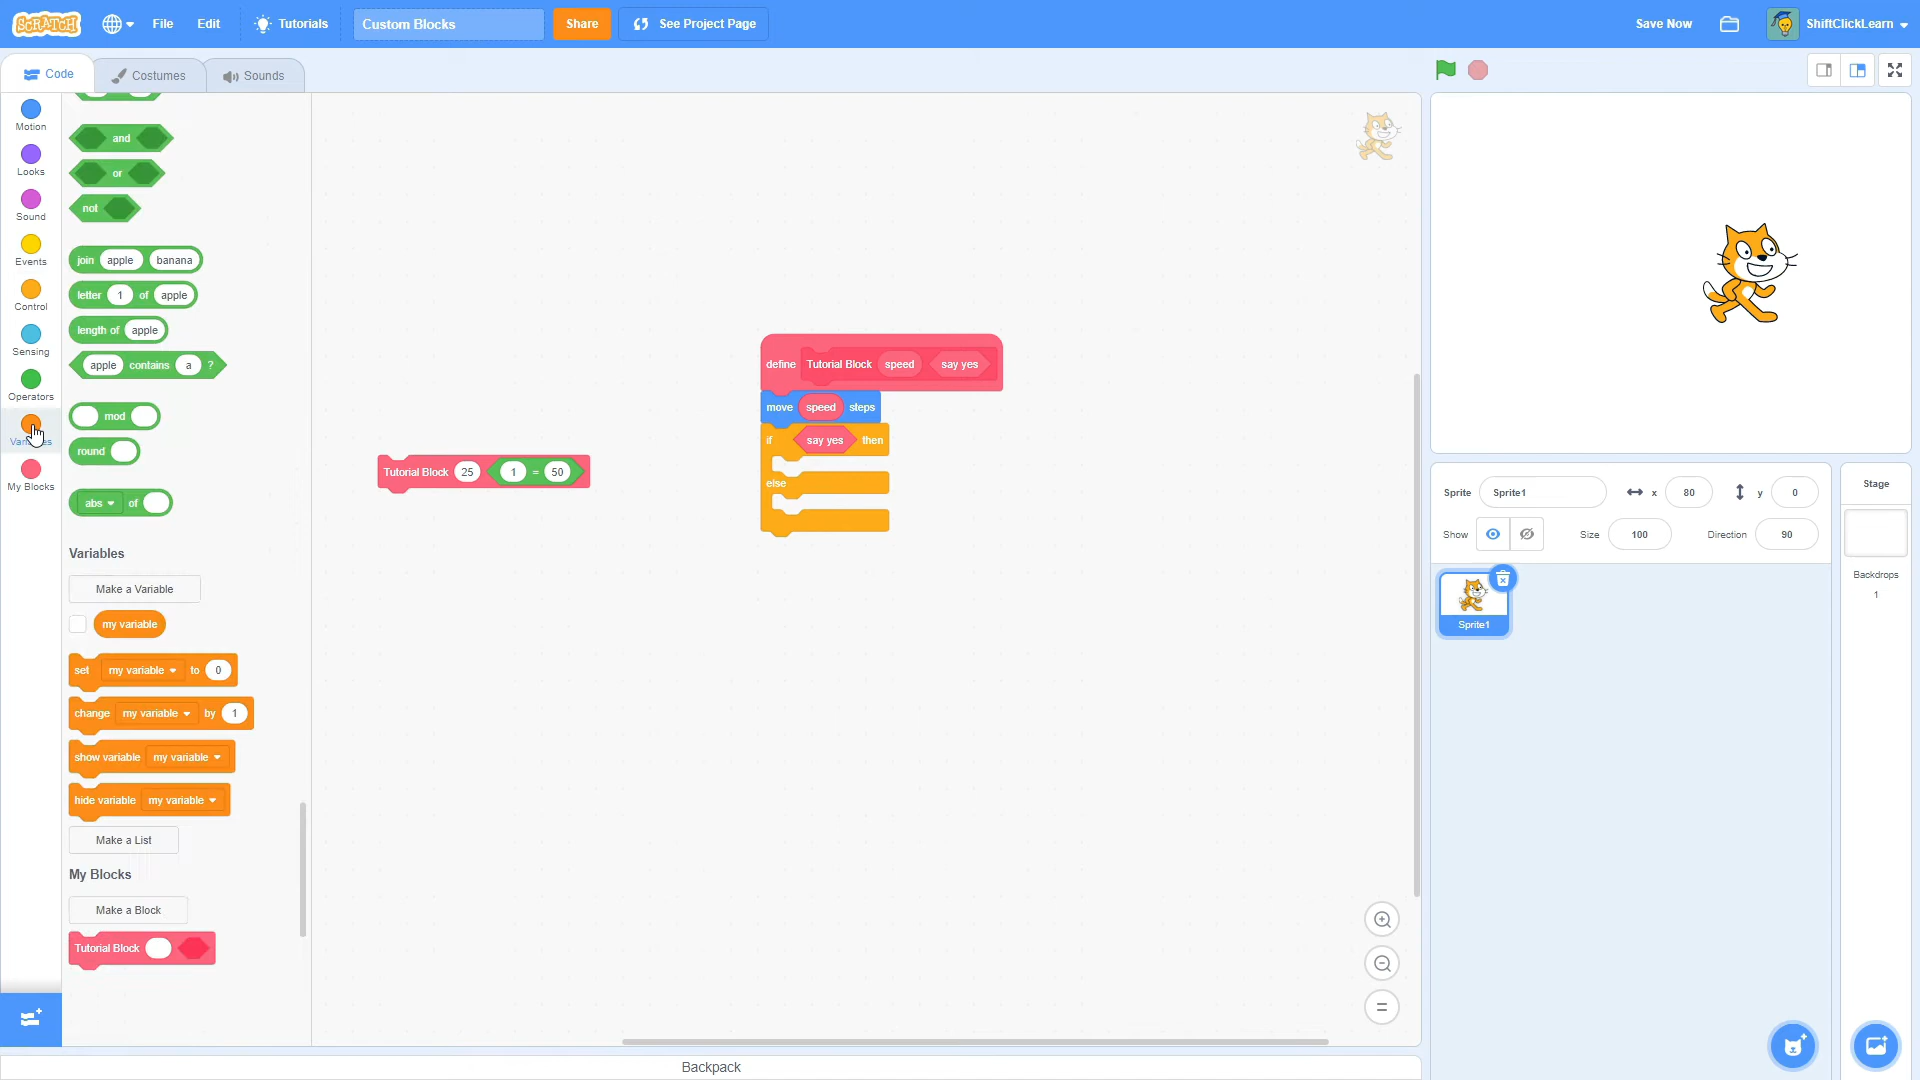 SCRATCH
File
Edit
Tutorials
Custom Blocks
Share
See Project Page
Save Now
ShiftClickLearn
Code
Costumes
Sounds
Motion
Looks
Sound
Events
Control
Sensing
Operators
My Blocks
and
or
not
join apple banana
letter 1 of apple
length of apple
apple contains a ?
mod
round
abs of
Variables
Make a Variable
my variable
set my variable to 0
change my variable by 1
show variable my variable
hide variable my variable
Make a List
My Blocks
Make a Block
Tutorial Block
Tutorial Block 25 1 = 50
define Tutorial Block speed say yes
move speed steps
if say yes then
else
Sprite Sprite1 x 80 y 0
Show Size 100 Direction 90
Sprite1
Stage
Backdrops
1
Backpack